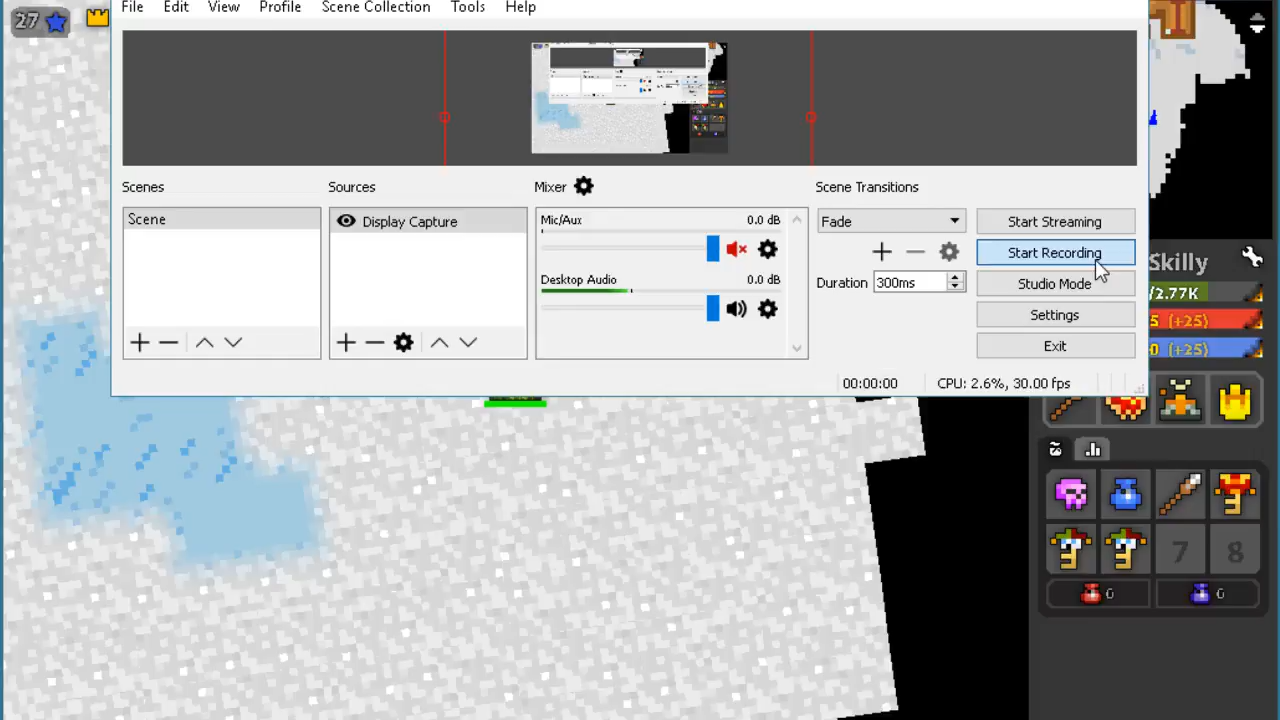 27
File Edit View Profile Scene Collection Tools Help
Scenes Sources Mixer Scene Transitions
Scene Display Capture Mic/Aux 0.0 dB Fade Start Streaming
Start Recording
Desktop Audio 0.0 dB Duration 300ms Studio Mode
Settings
Exit
00:00:00 CPU: 2.6%, 30.00 fps
Skilly
/2.77K
5 (+25)
0 (+25)
7 8
0 0